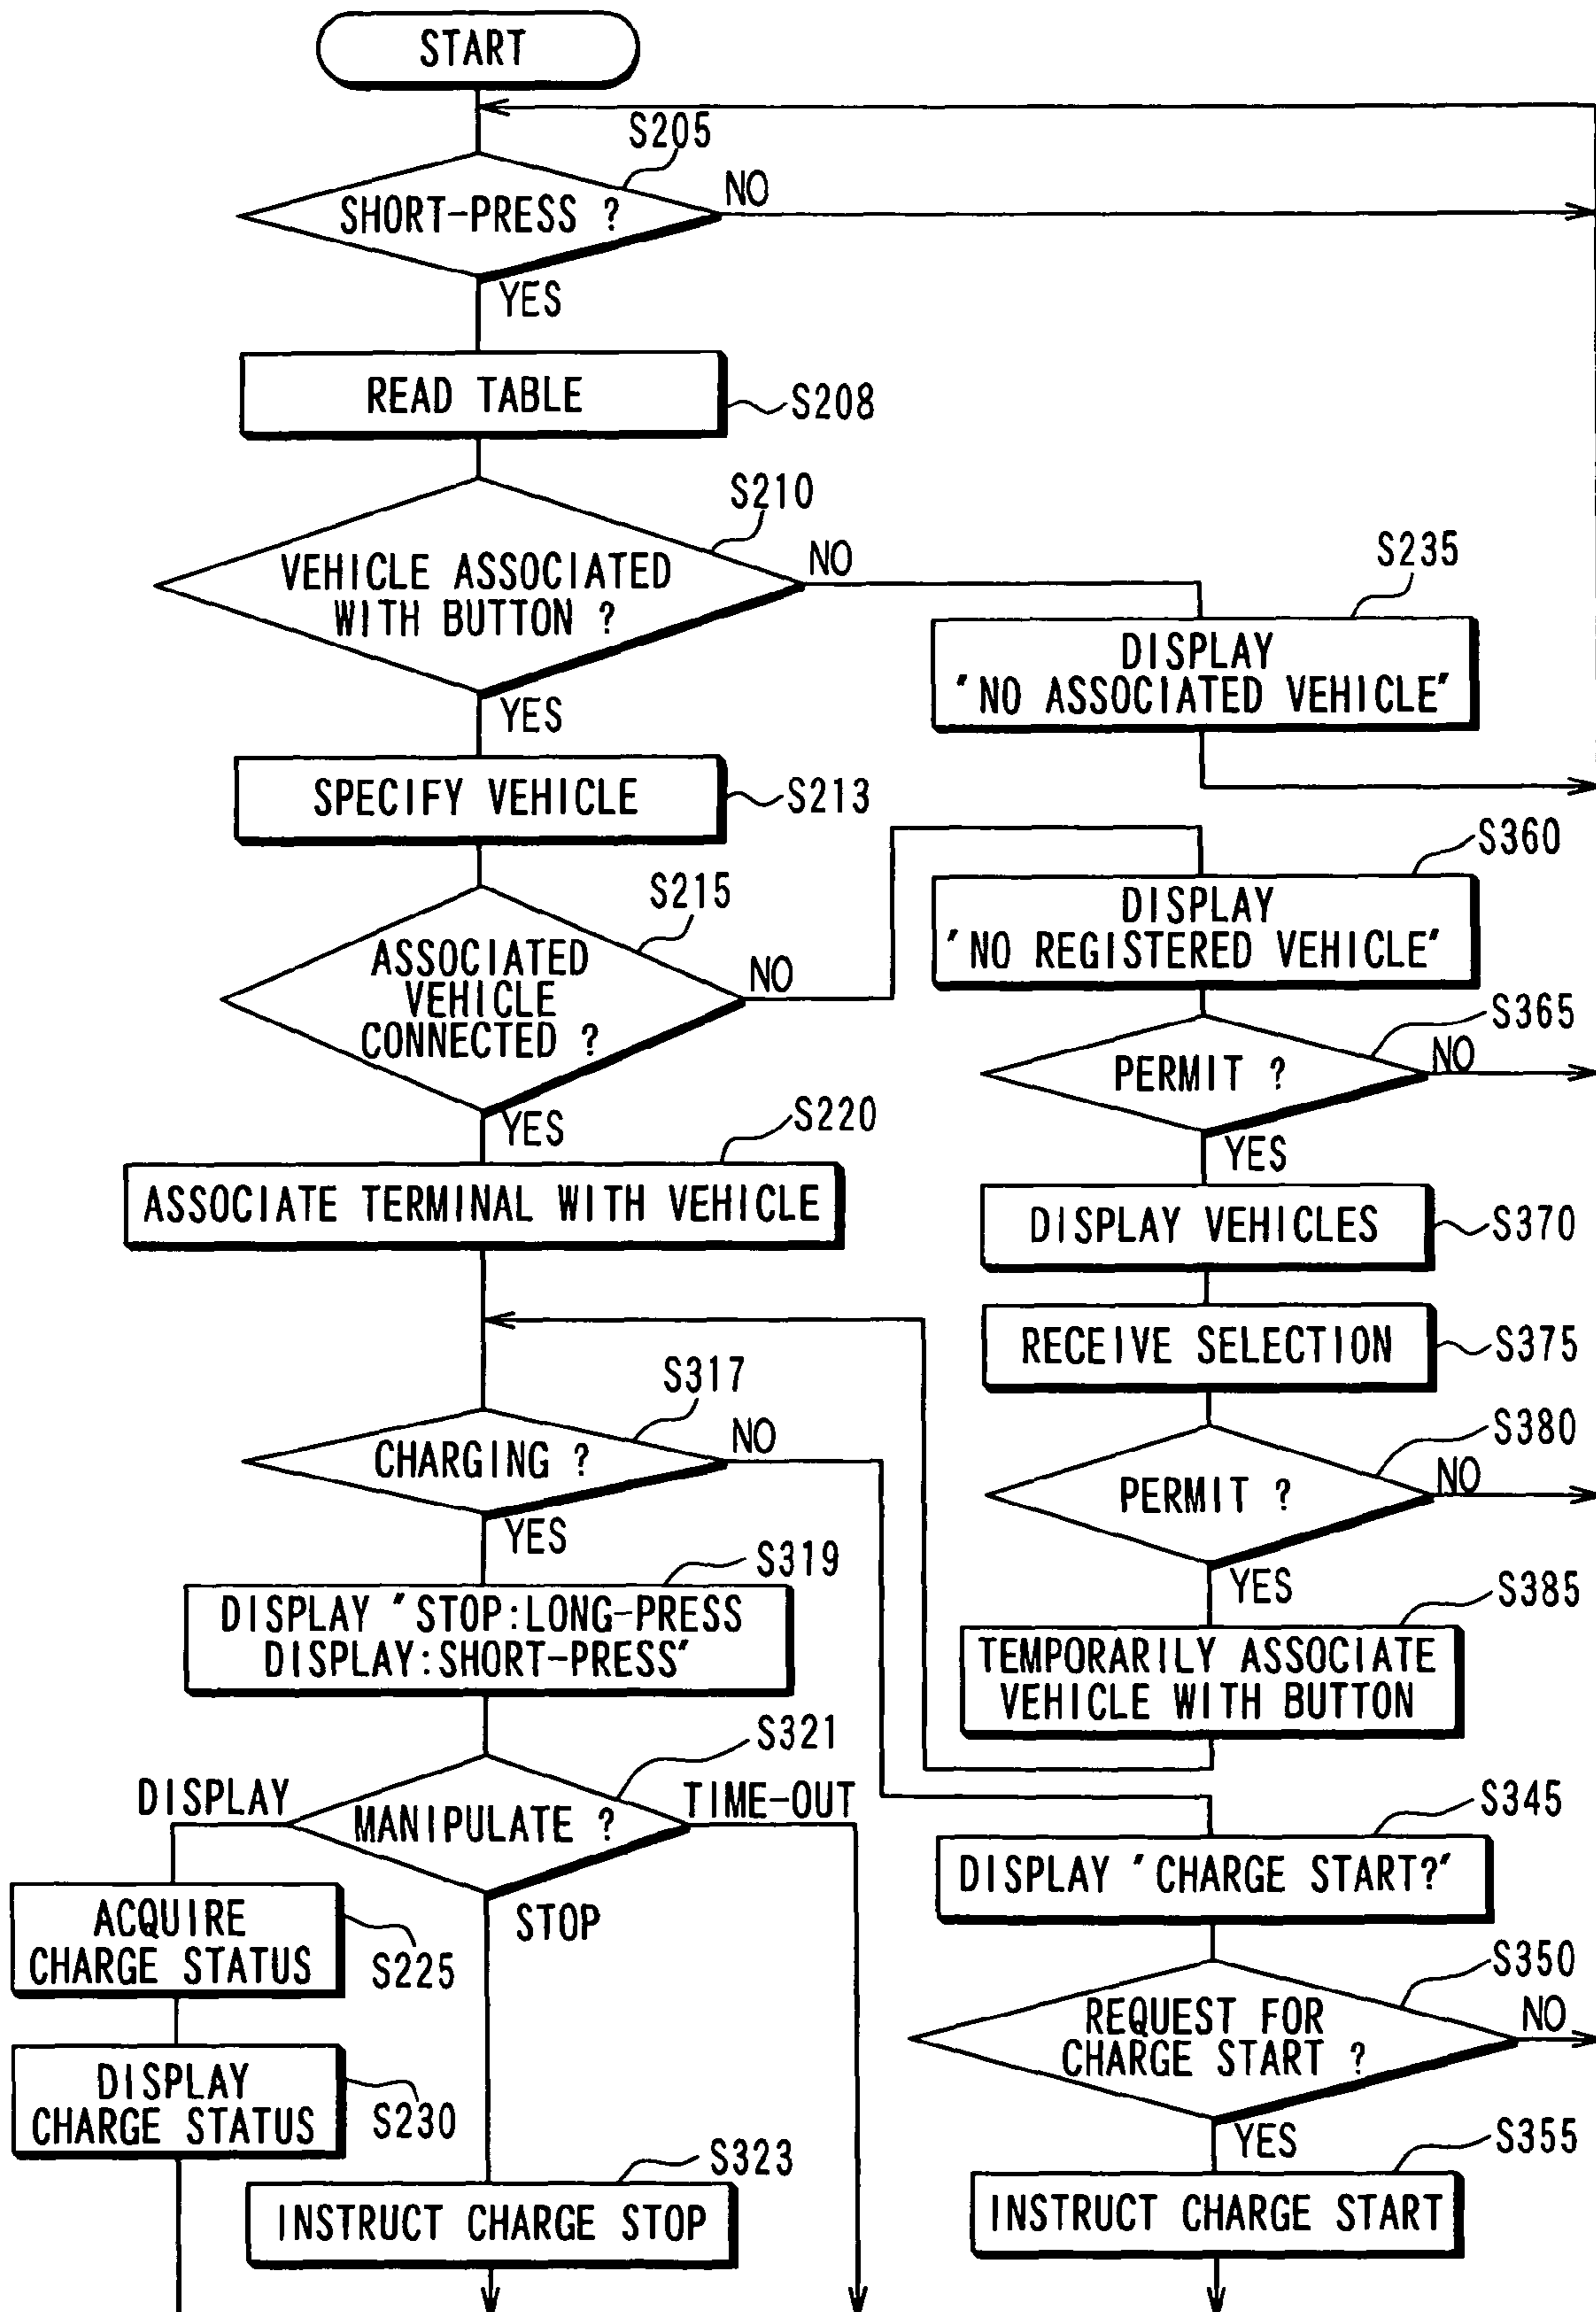 START
S205
SHORT-PRESS ?
NO
YES
READ TABLE
S208
S210
VEHICLE ASSOCIATED
WITH BUTTON ?
NO
S235
DISPLAY
"NO ASSOCIATED VEHICLE"
YES
SPECIFY VEHICLE
S213
S215
ASSOCIATED
VEHICLE
CONNECTED ?
NO
S360
DISPLAY
"NO REGISTERED VEHICLE"
S365
PERMIT ?
NO
YES
YES
S220
ASSOCIATE TERMINAL WITH VEHICLE
DISPLAY VEHICLES
S370
RECEIVE SELECTION
S375
S317
CHARGING ?
NO
S380
PERMIT ?
NO
YES
YES
S319
DISPLAY "STOP:LONG-PRESS
DISPLAY:SHORT-PRESS"
S385
TEMPORARILY ASSOCIATE
VEHICLE WITH BUTTON
S321
DISPLAY
MANIPULATE ?
TIME-OUT
STOP
S345
DISPLAY "CHARGE START?"
ACQUIRE
CHARGE STATUS
S225
S350
REQUEST FOR
CHARGE START ?
NO
DISPLAY
CHARGE STATUS
S230
YES
S323
INSTRUCT CHARGE STOP
S355
INSTRUCT CHARGE START